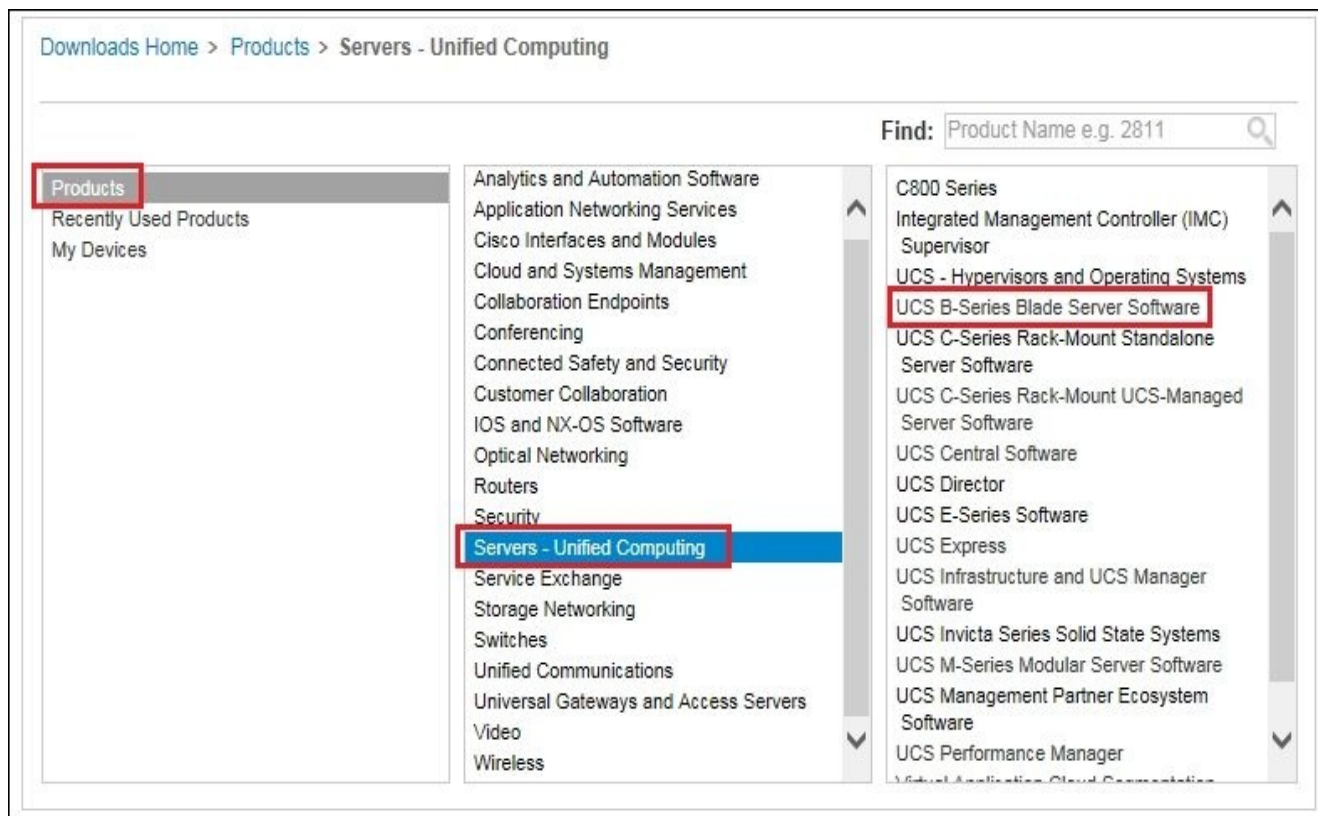 Downloads Home > Products > Servers - Unified Computing
Find: Product Name e.g. 2811
Products
Recently Used Products
My Devices
Analytics and Automation Software
Application Networking Services
Cisco Interfaces and Modules
Cloud and Systems Management
Collaboration Endpoints
Conferencing
Connected Safety and Security
Customer Collaboration
IOS and NX-OS Software
Optical Networking
Routers
Security
Servers - Unified Computing
Service Exchange
Storage Networking
Switches
Unified Communications
Universal Gateways and Access Servers
Video
Wireless
C800 Series
Integrated Management Controller (IMC)
Supervisor
UCS - Hypervisors and Operating Systems
UCS B-Series Blade Server Software
UCS C-Series Rack-Mount Standalone
Server Software
UCS C-Series Rack-Mount UCS-Managed
Server Software
UCS Central Software
UCS Director
UCS E-Series Software
UCS Express
UCS Infrastructure and UCS Manager
Software
UCS Invicta Series Solid State Systems
UCS M-Series Modular Server Software
UCS Management Partner Ecosystem
Software
UCS Performance Manager
Virtual Application Cloud Segmentation